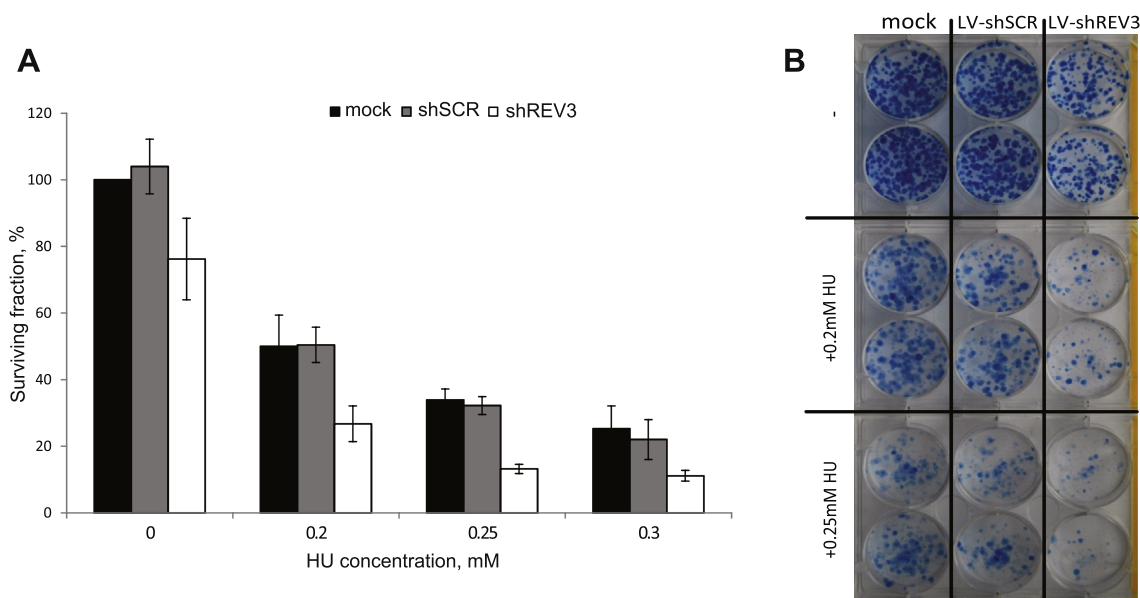 A
mock shSCR shREV3
120
100
80
60
40
20
0
Surviving fraction, %
0 0.2 0.25 0.3
HU concentration, mM
B
mock LV-shSCR LV-shREV3
-
+0.2mM HU
+0.25mM HU